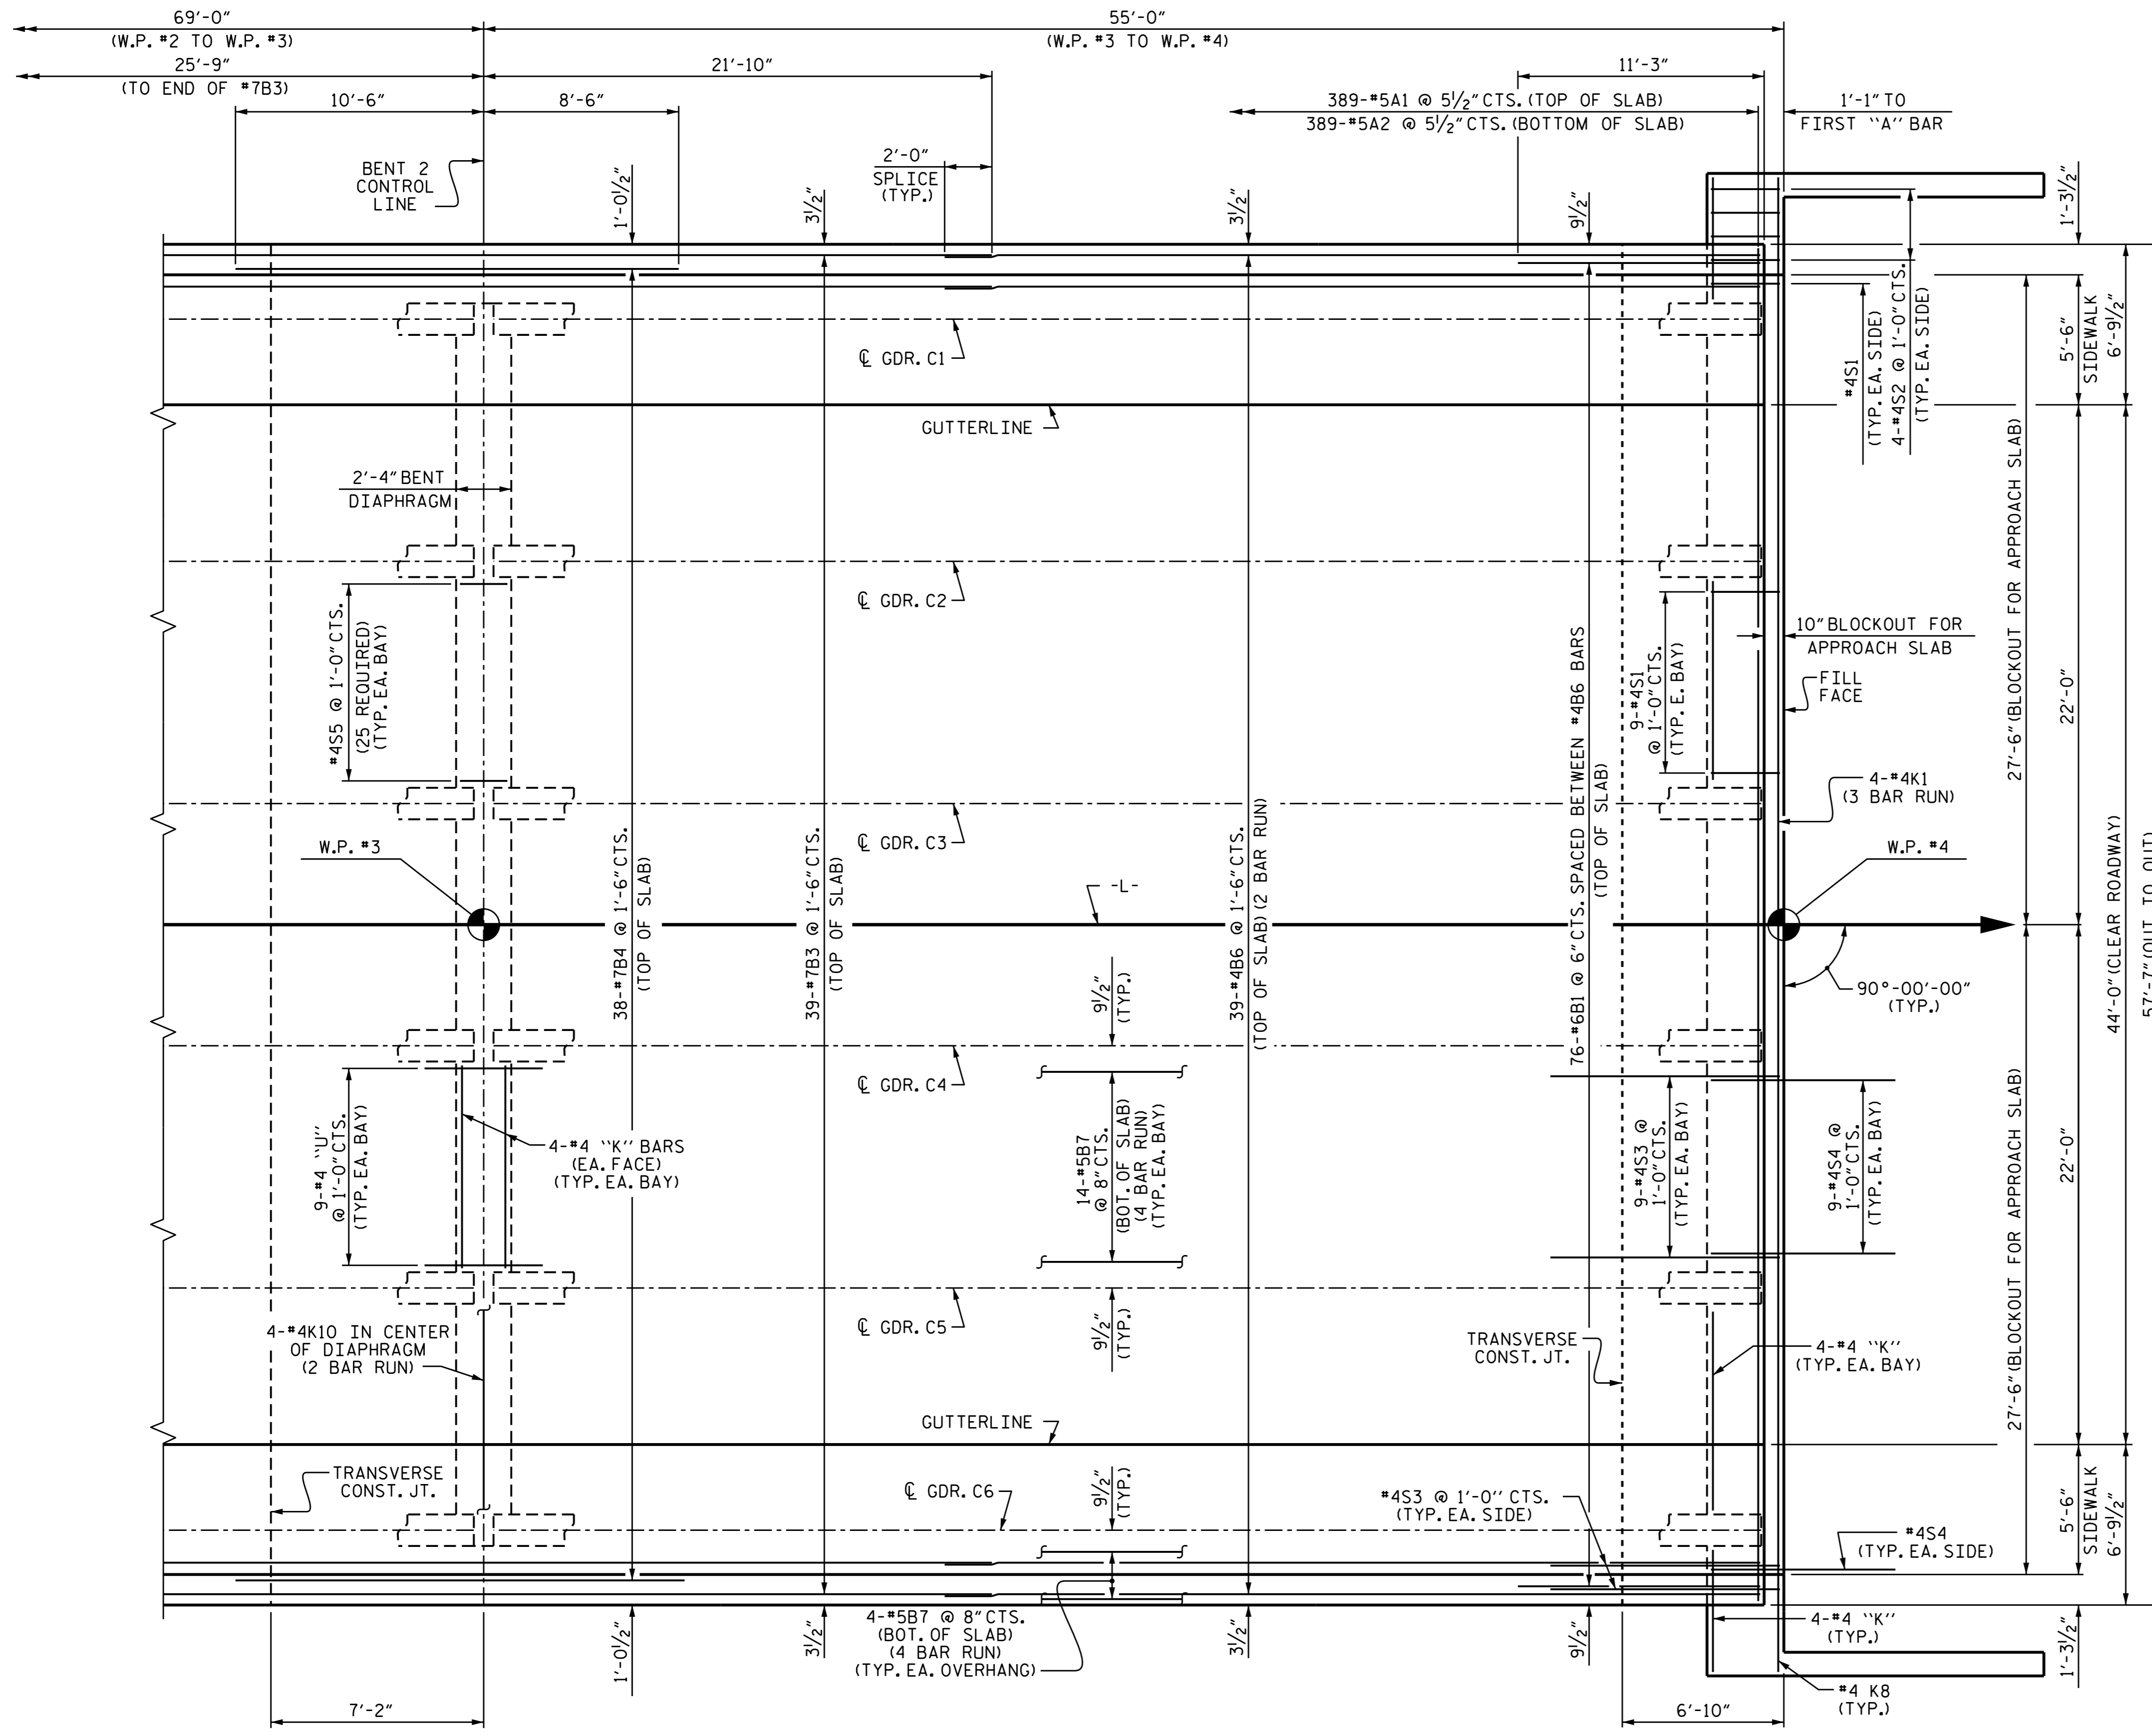 69'-0"
(W.P. #2 TO W.P. #3)
55'-0"
(W.P. #3 TO W.P. #4)
25'-9"
(TO END OF #7B3)
21'-10"
11'-3"
10'-6"
8'-6"
389-#5A1 @ 5½" CTS. (TOP OF SLAB)
389-#5A2 @ 5½" CTS. (BOTTOM OF SLAB)
1'-1" TO
FIRST "A" BAR
BENT 2
CONTROL
LINE
2'-0"
SPLICE
(TYP.)
1'-0½"
3½"
3½"
9½"
1'-3½"
℄ GDR. C1
GUTTERLINE
#4S1
(TYP. EA. SIDE)
4-#4S2 @ 1'-0" CTS.
(TYP. EA. SIDE)
5'-6"
SIDEWALK
6'-9½"
2'-4" BENT
DIAPHRAGM
℄ GDR. C2
#4S5 @ 1'-0" CTS.
(25 REQUIRED)
(TYP. EA. BAY)
9-#4S1
@ 1'-0" CTS.
(TYP. E. BAY)
10" BLOCKOUT FOR
APPROACH SLAB
FILL
FACE
27'-6" (BLOCKOUT FOR APPROACH SLAB)
22'-0"
4-#4K1
(3 BAR RUN)
℄ GDR. C3
W.P. #3
W.P. #4
-L-
38-#7B4 @ 1'-6" CTS.
(TOP OF SLAB)
39-#7B3 @ 1'-6" CTS.
(TOP OF SLAB)
39-#4B6 @ 1'-6" CTS.
(TOP OF SLAB) (2 BAR RUN)
76-#6B1 @ 6" CTS. SPACED BETWEEN #4B6 BARS
(TOP OF SLAB)
44'-0" (CLEAR ROADWAY)
57'-7" (OUT TO OUT)
90°-00'-00"
(TYP.)
9½"
(TYP.)
℄ GDR. C4
9-#4 "U"
@ 1'-0" CTS.
(TYP. EA. BAY)
4-#4 "K" BARS
(EA. FACE)
(TYP. EA. BAY)
14-#5B7
@ 8" CTS.
(BOT. OF SLAB)
(4 BAR RUN)
(TYP. EA. BAY)
9-#4S3 @
1'-0" CTS.
(TYP. EA. BAY)
9-#4S4 @
1'-0" CTS.
(TYP. EA. BAY)
27'-6" (BLOCKOUT FOR APPROACH SLAB)
22'-0"
℄ GDR. C5
9½"
(TYP.)
4-#4K10 IN CENTER
OF DIAPHRAGM
(2 BAR RUN)
TRANSVERSE
CONST. JT.
4-#4 "K"
(TYP. EA. BAY)
GUTTERLINE
TRANSVERSE
CONST. JT.
℄ GDR. C6
9½"
(TYP.)
#4S3 @ 1'-0" CTS.
(TYP. EA. SIDE)
#4S4
(TYP. EA. SIDE)
5'-6"
SIDEWALK
6'-9½"
4-#5B7 @ 8" CTS.
(BOT. OF SLAB)
(4 BAR RUN)
(TYP. EA. OVERHANG)
1'-0½"
3½"
3½"
9½"
4-#4 "K"
(TYP.)
1'-3½"
#4 K8
(TYP.)
7'-2"
6'-10"